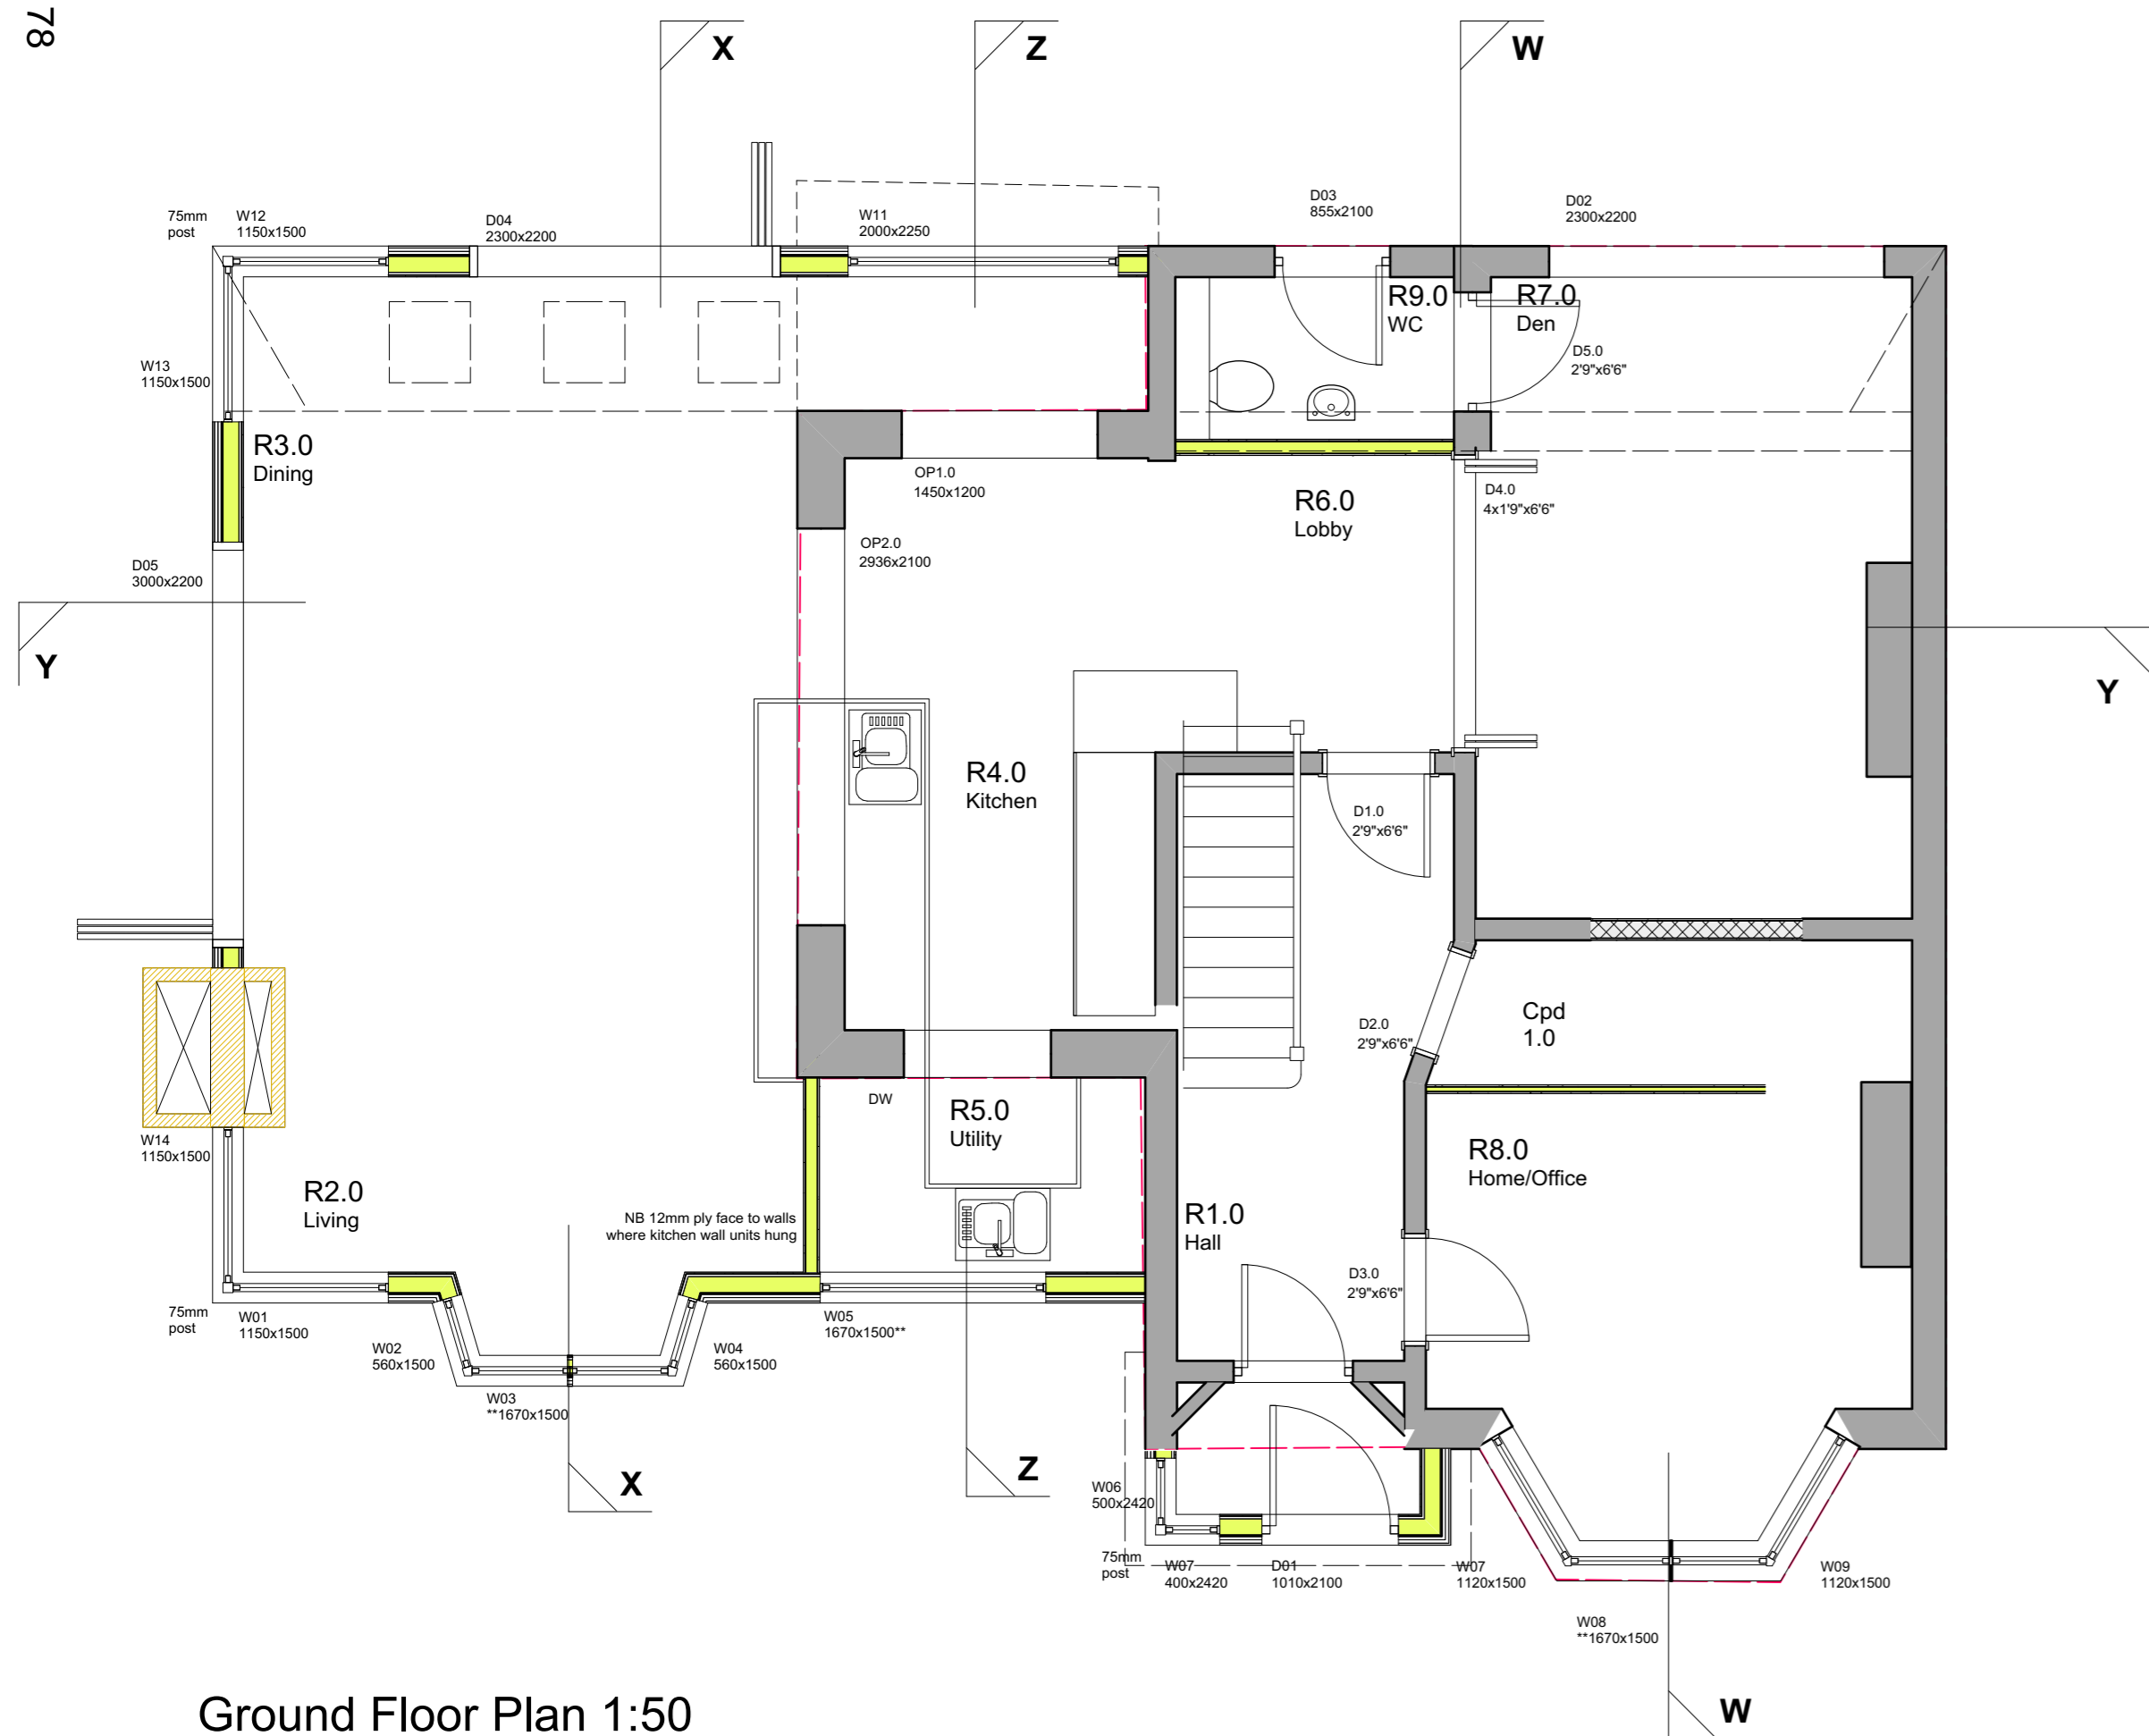 78
X
Z
W
75mm
post
W12
1150x1500
D04
2300x2200
W11
2000x2250
D03
855x2100
D02
2300x2200
R9.0
WC
R7.0
Den
W13
1150x1500
D5.0
2'9"x6'6"
R3.0
Dining
OP1.0
1450x1200
R6.0
Lobby
D4.0
4x1'9"x6'6"
OP2.0
2936x2100
D05
3000x2200
Y
Y
R4.0
Kitchen
D1.0
2'9"x6'6"
Cpd
1.0
D2.0
2'9"x6'6"
DW
R5.0
Utility
W14
1150x1500
R2.0
Living
R8.0
Home/Office
NB 12mm ply face to walls
where kitchen wall units hung
R1.0
Hall
D3.0
2'9"x6'6"
75mm
post
W01
1150x1500
W02
560x1500
W03
**1670x1500
W04
560x1500
W05
1670x1500**
X
Z
W06
500x2420
75mm
post
W07
400x2420
D01
1010x2100
W07
1120x1500
W09
1120x1500
W08
**1670x1500
W
Ground Floor Plan 1:50